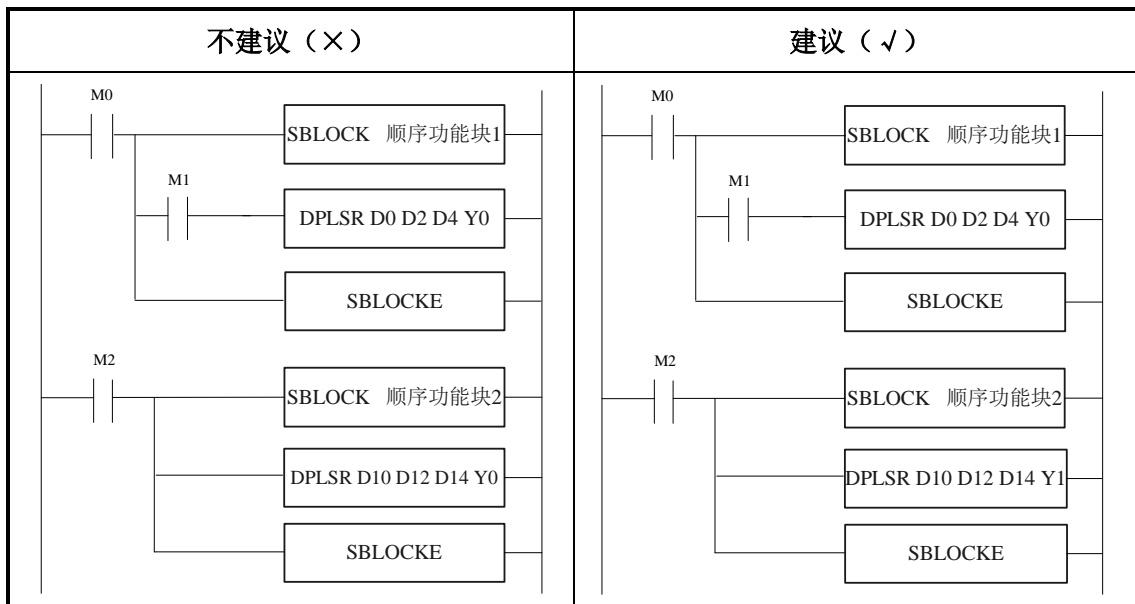 不建议（×）
建议（√）
M0
SBLOCK 顺序功能块1
M1
DPLSR D0 D2 D4 Y0
SBLOCKE
M2
SBLOCK 顺序功能块2
DPLSR D10 D12 D14 Y0
SBLOCKE
M0
SBLOCK 顺序功能块1
M1
DPLSR D0 D2 D4 Y0
SBLOCKE
M2
SBLOCK 顺序功能块2
DPLSR D10 D12 D14 Y1
SBLOCKE